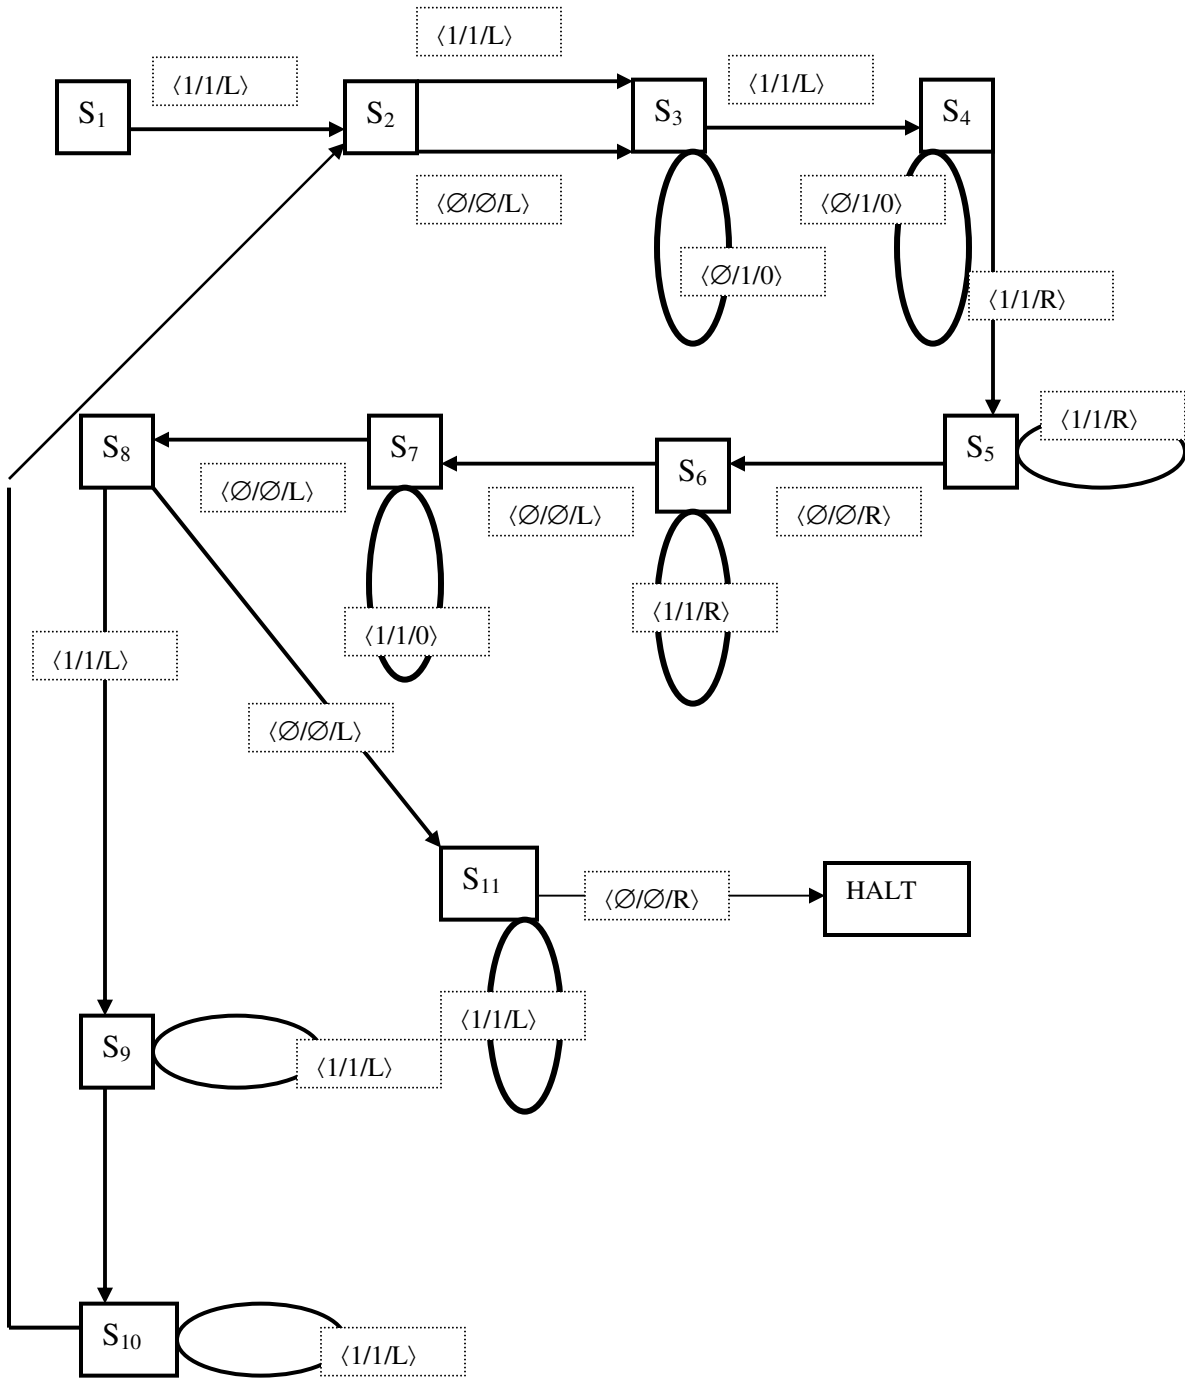 ⟨1/1/L⟩
⟨1/1/L⟩
⟨1/1/L⟩
S₁
S₂
S₃
S₄
⟨∅/∅/L⟩
⟨∅/1/0⟩
⟨∅/1/0⟩
⟨1/1/R⟩
⟨1/1/R⟩
S₈
S₇
S₆
S₅
⟨∅/∅/L⟩
⟨∅/∅/L⟩
⟨∅/∅/R⟩
⟨1/1/0⟩
⟨1/1/R⟩
⟨1/1/L⟩
⟨∅/∅/L⟩
S₁₁
⟨∅/∅/R⟩
HALT
⟨1/1/L⟩
S₉
⟨1/1/L⟩
S₁₀
⟨1/1/L⟩